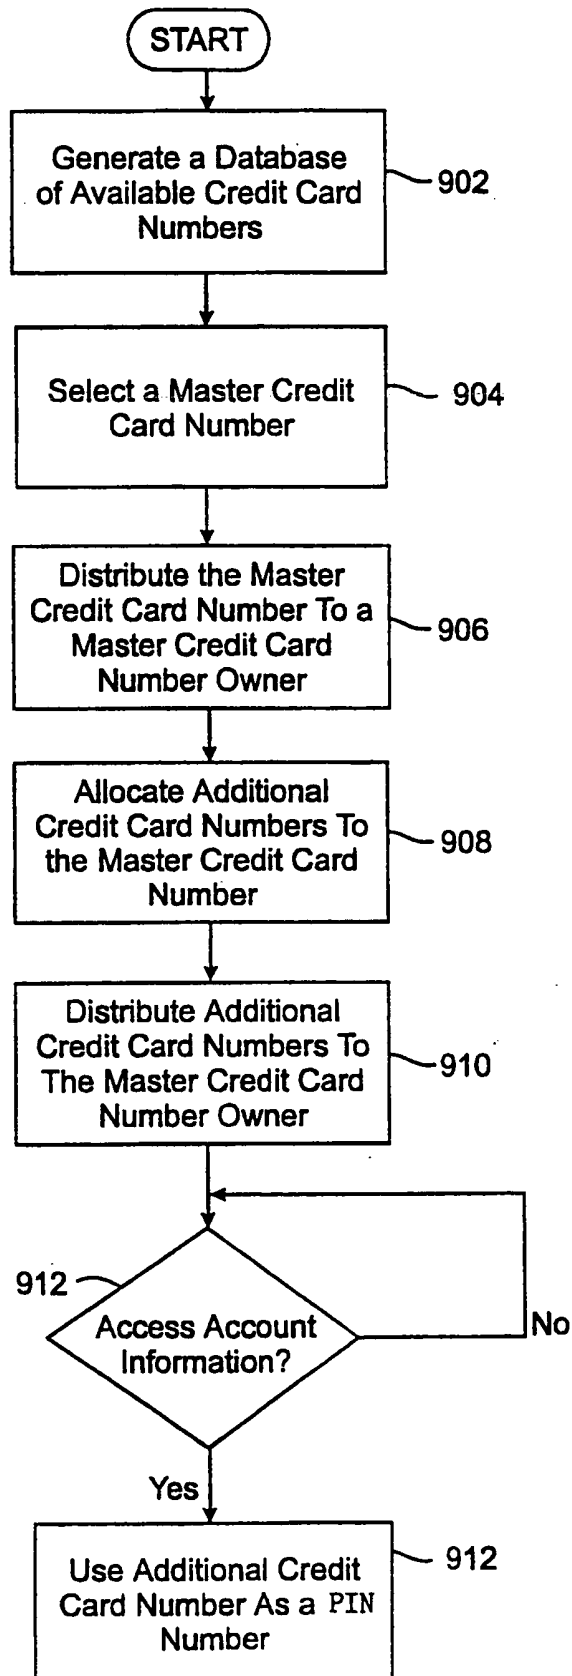 START
Generate a Database
of Available Credit Card
Numbers
902
Select a Master Credit
Card Number
904
Distribute the Master
Credit Card Number To a
Master Credit Card
Number Owner
906
Allocate Additional
Credit Card Numbers To
the Master Credit Card
Number
908
Distribute Additional
Credit Card Numbers To
The Master Credit Card
Number Owner
910
912
Access Account
Information?
No
Yes
Use Additional Credit
Card Number As a PIN
Number
912